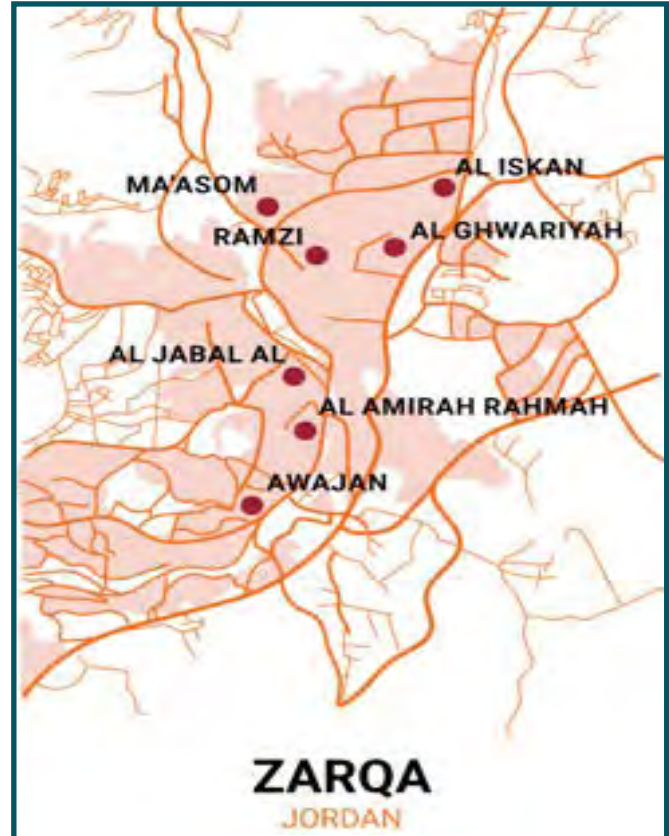 AL ISKAN
MA'ASOM
RAMZI
AL GHWARIYAH
AL JABAL AL
AL AMIRAH RAHMAH
AWAJAN
ZARQA
JORDAN